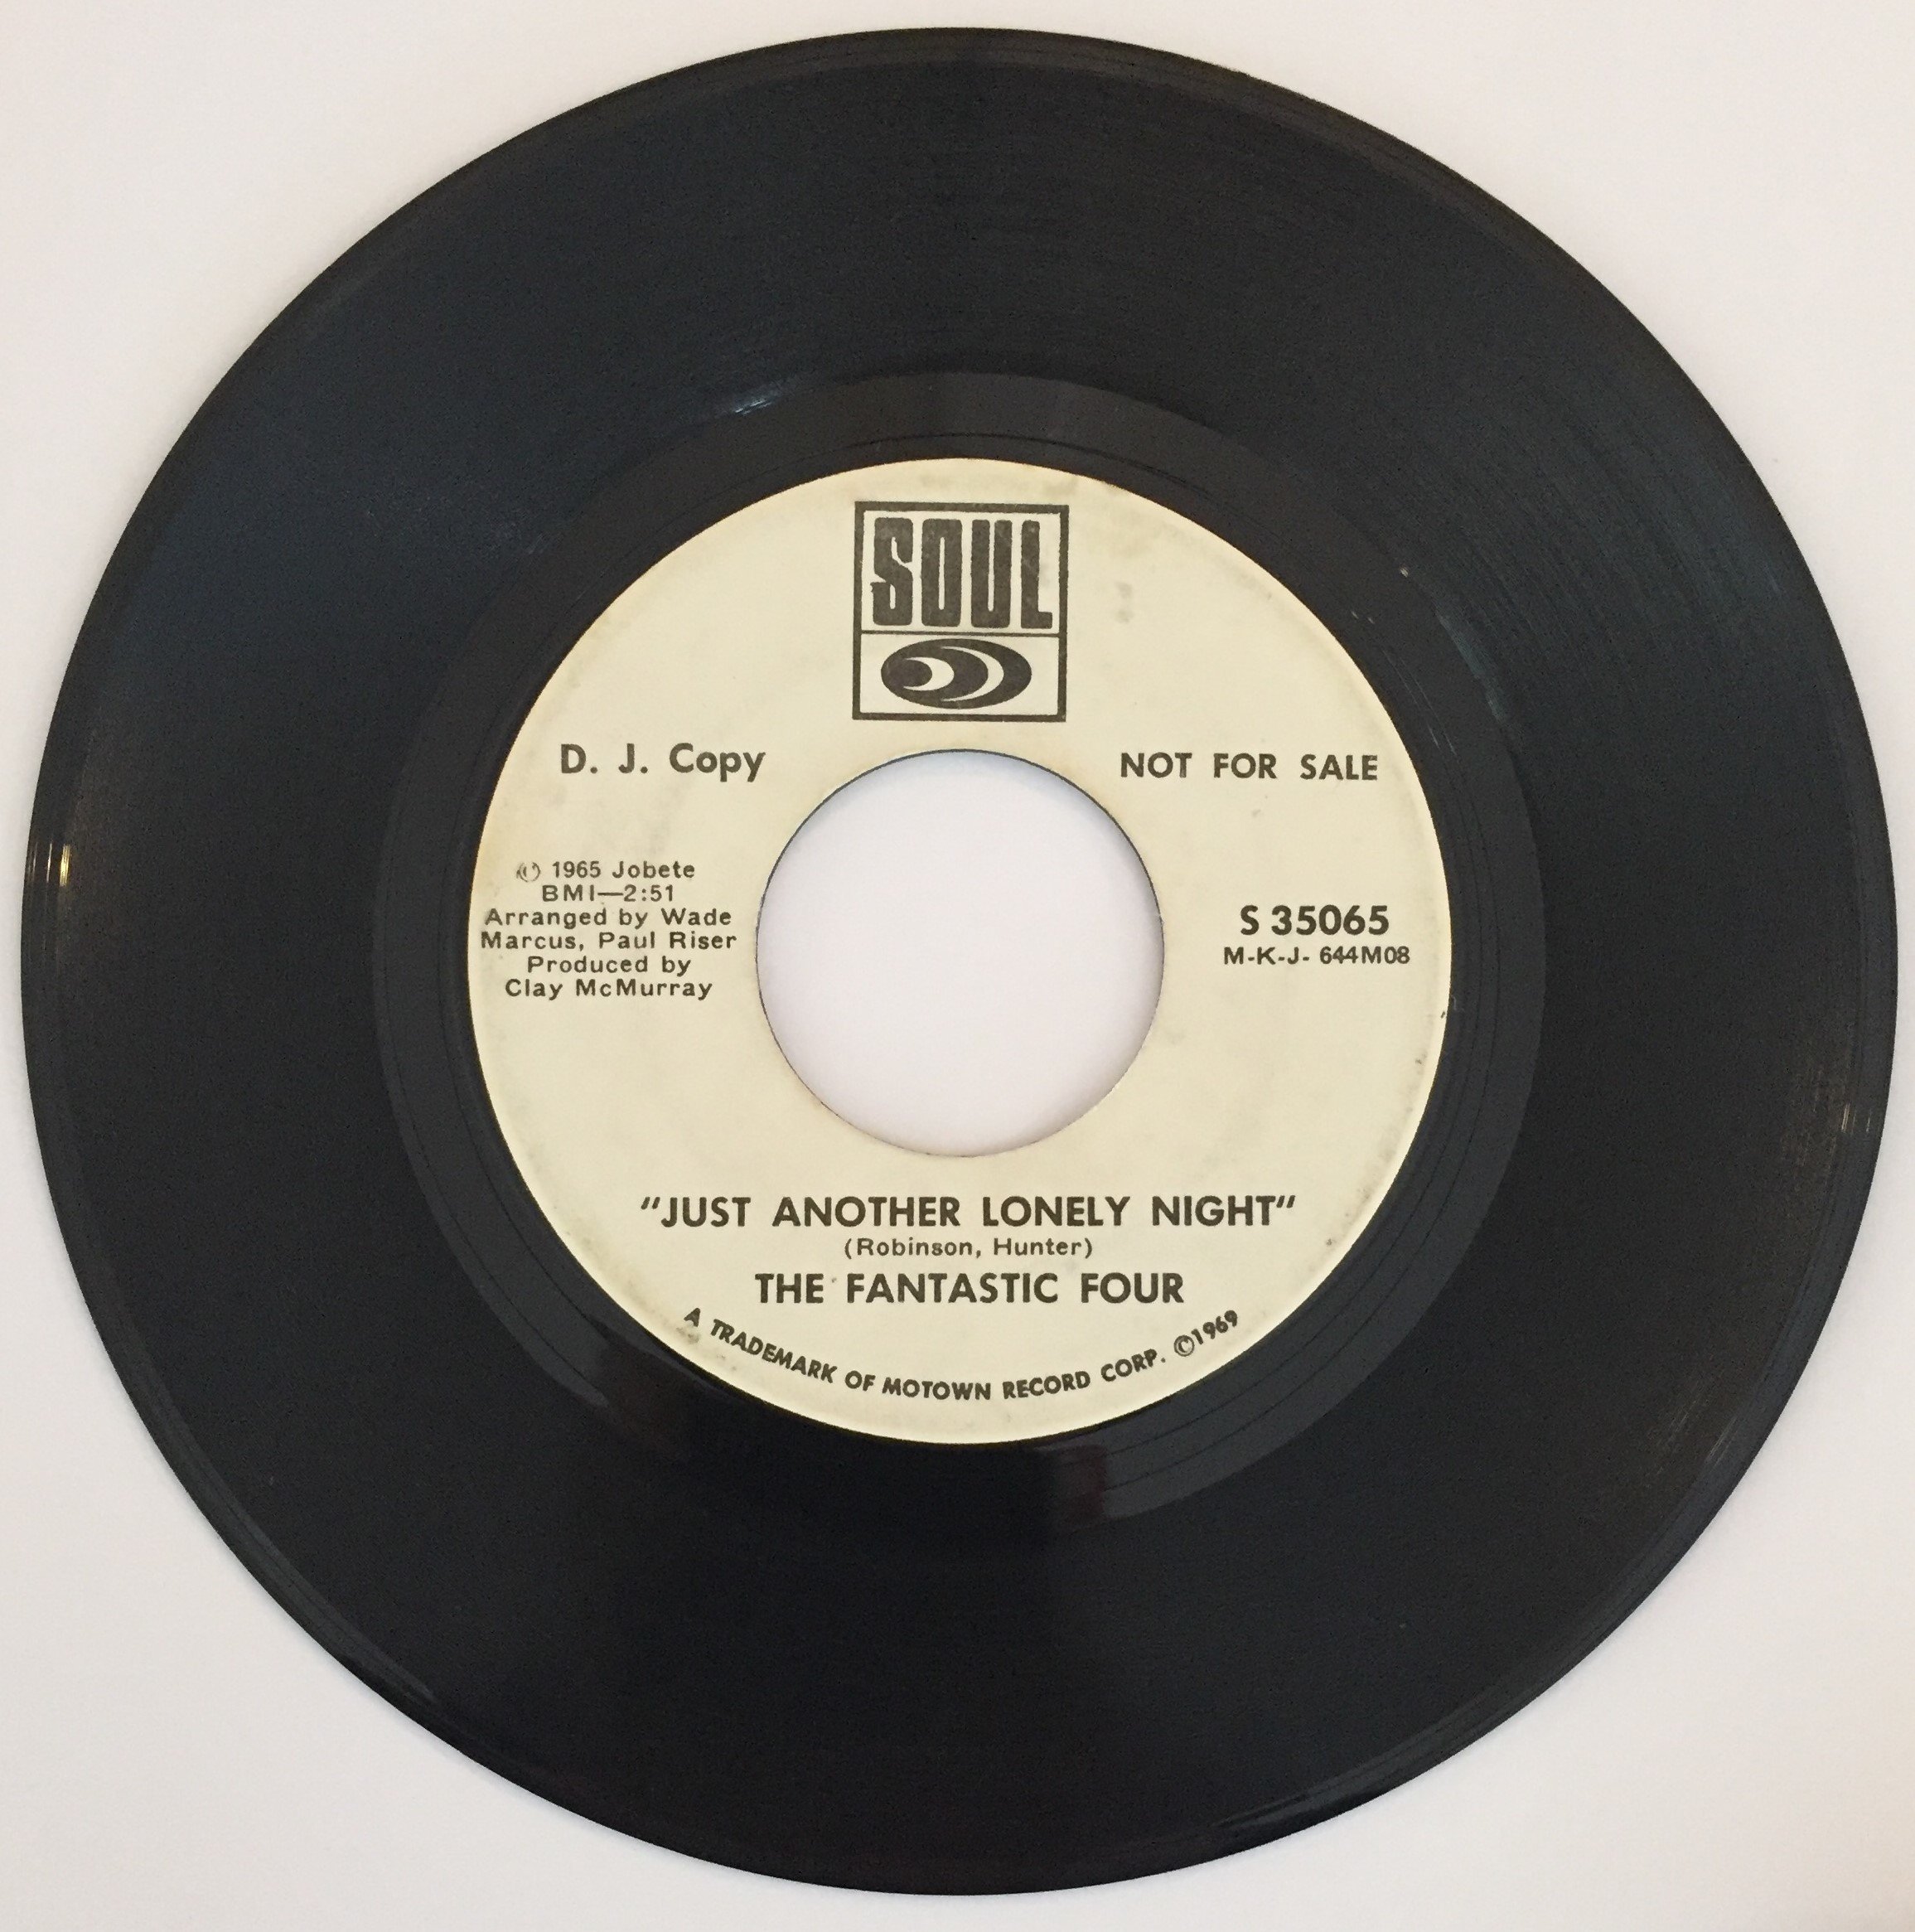 SOUL
D. J. Copy
NOT FOR SALE
© 1965 Jobete
BMI—2:51
Arranged by Wade
Marcus, Paul Riser
Produced by
Clay McMurray
S 35065
M-K-J- 644M08
"JUST ANOTHER LONELY NIGHT"
(Robinson, Hunter)
THE FANTASTIC FOUR
A TRADEMARK OF MOTOWN RECORD CORP. ©1969